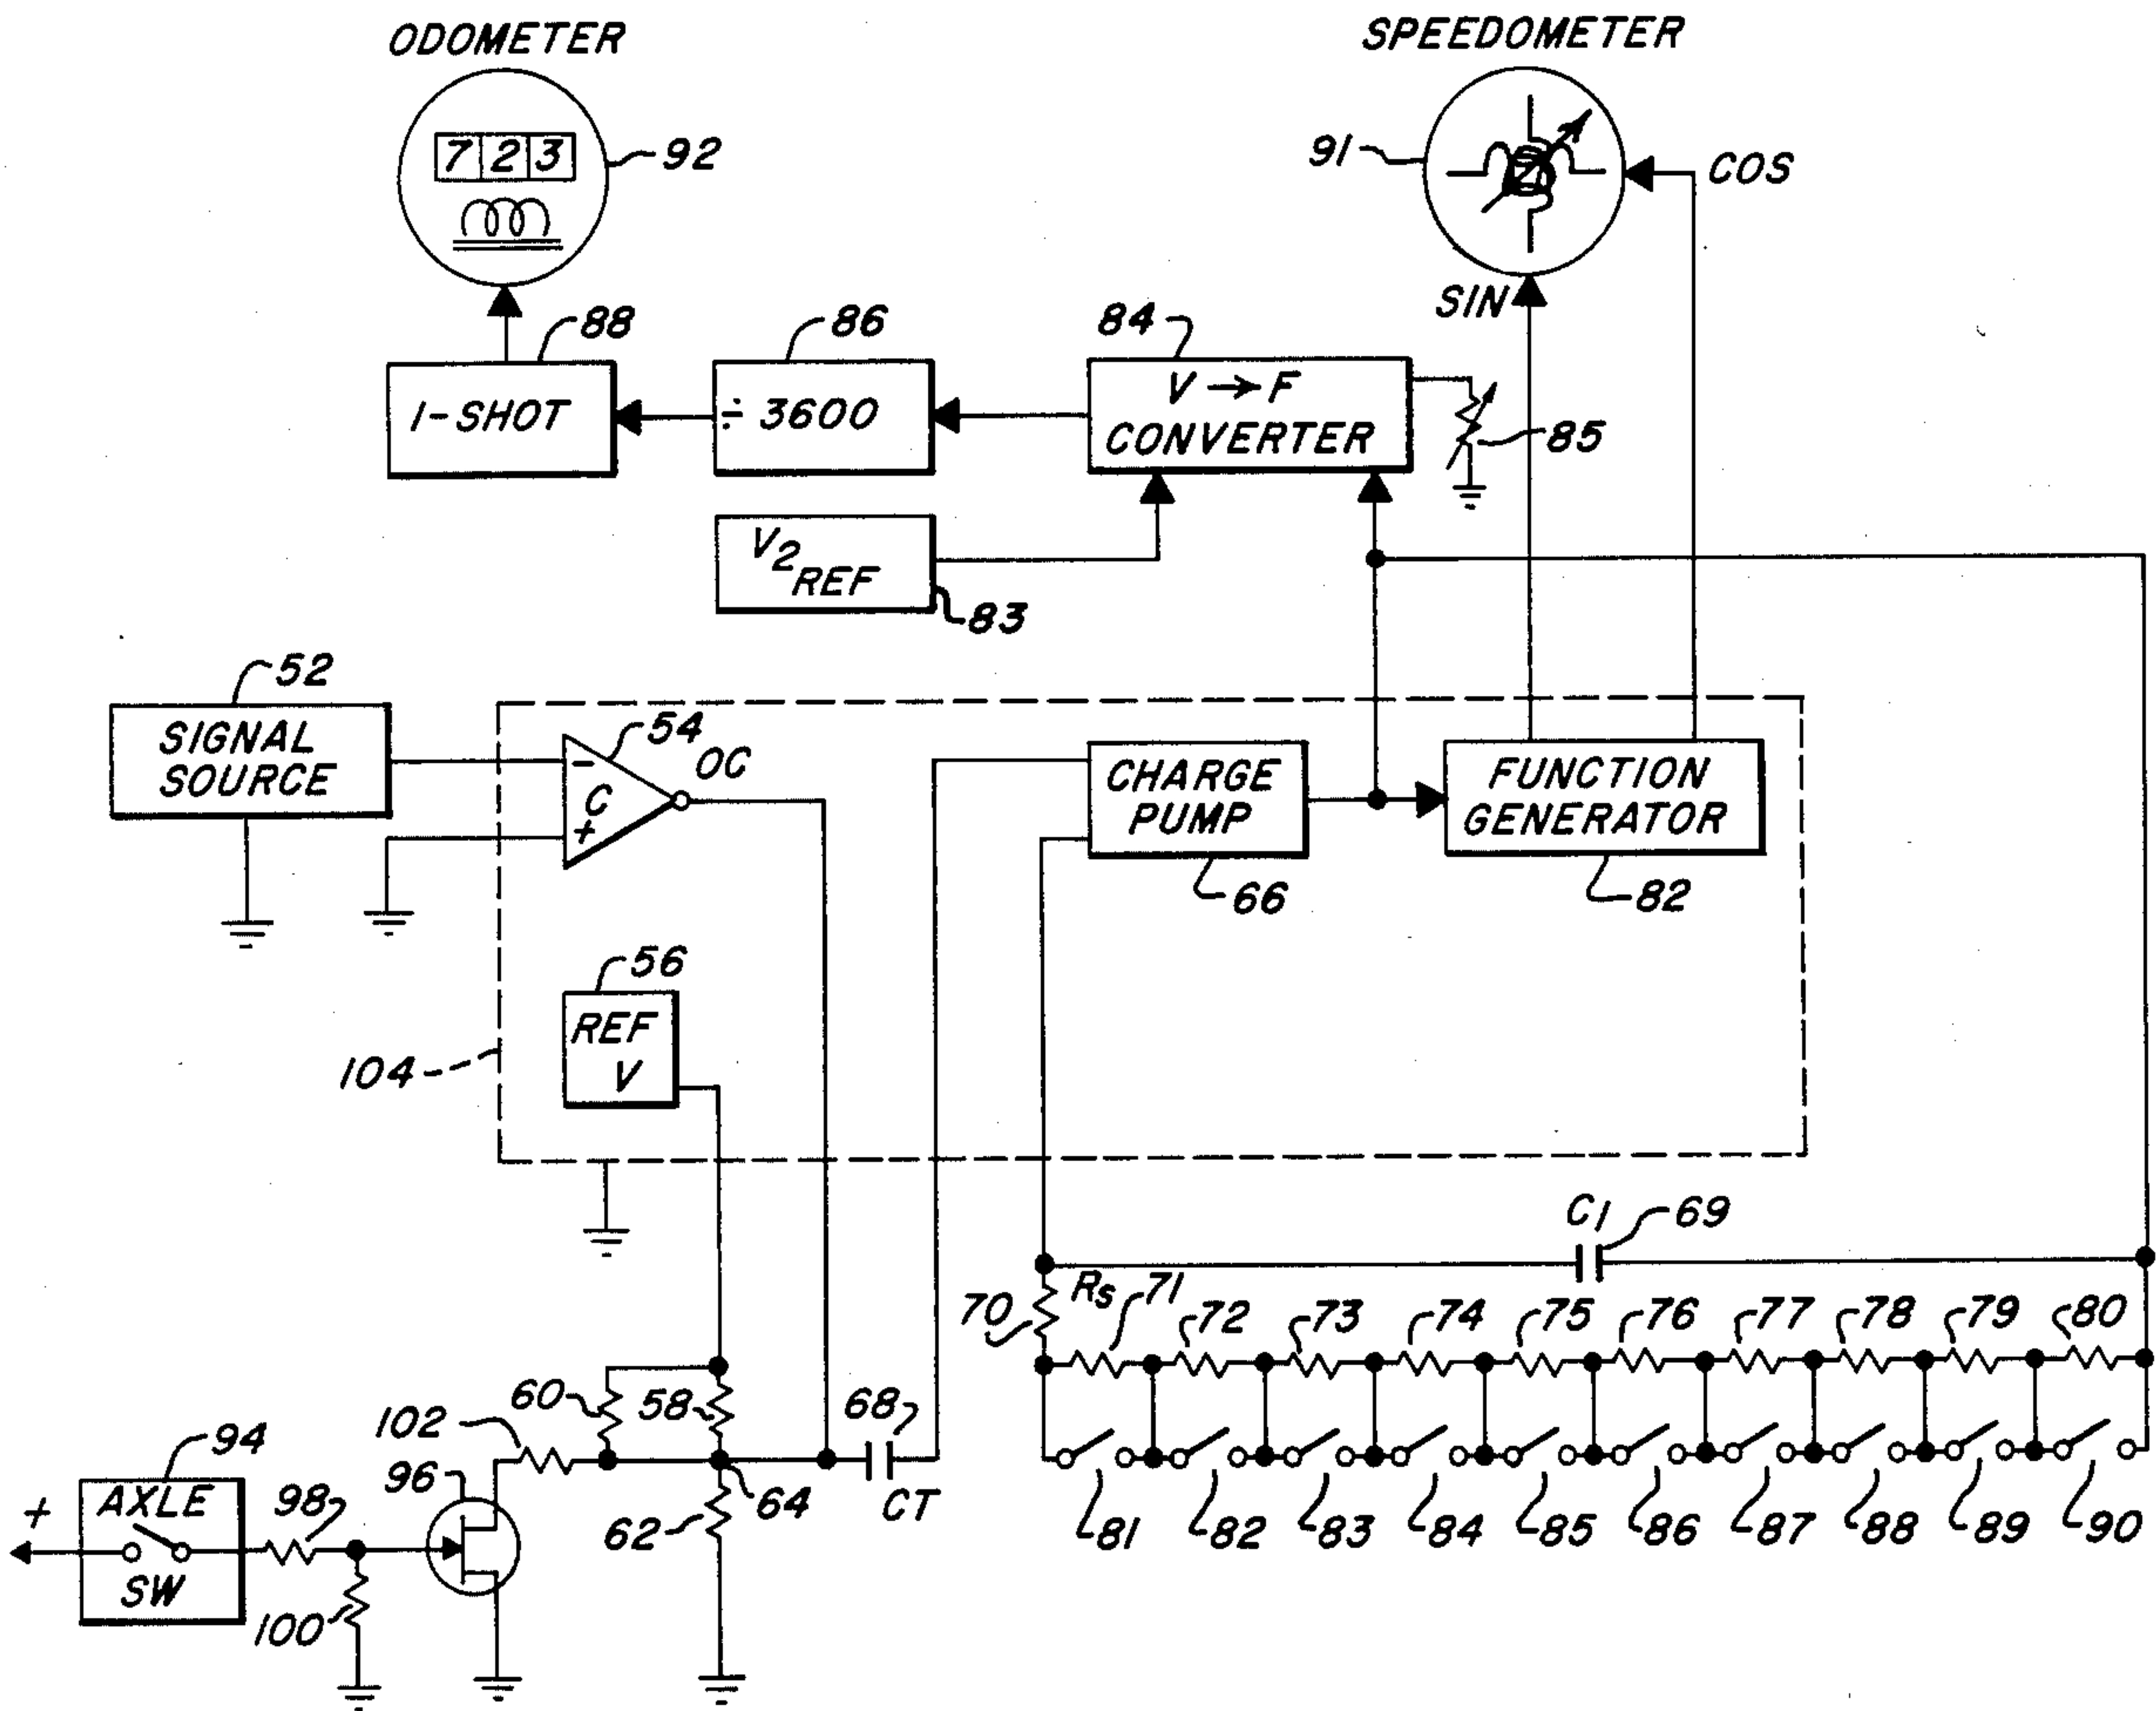 ODOMETER
SPEEDOMETER
7 2 3
92
91
COS
SIN
88
86
84
1-SHOT
÷ 3600
V → F
CONVERTER
85
V2 REF
83
52
SIGNAL
SOURCE
54
OC
-
C
+
CHARGE
PUMP
66
FUNCTION
GENERATOR
82
56
REF
V
104
C1
69
70
Rs
71
72
73
74
75
76
77
78
79
80
60
58
68
102
94
96
AXLE
SW
+
98
100
62
64
CT
81
82
83
84
85
86
87
88
89
90